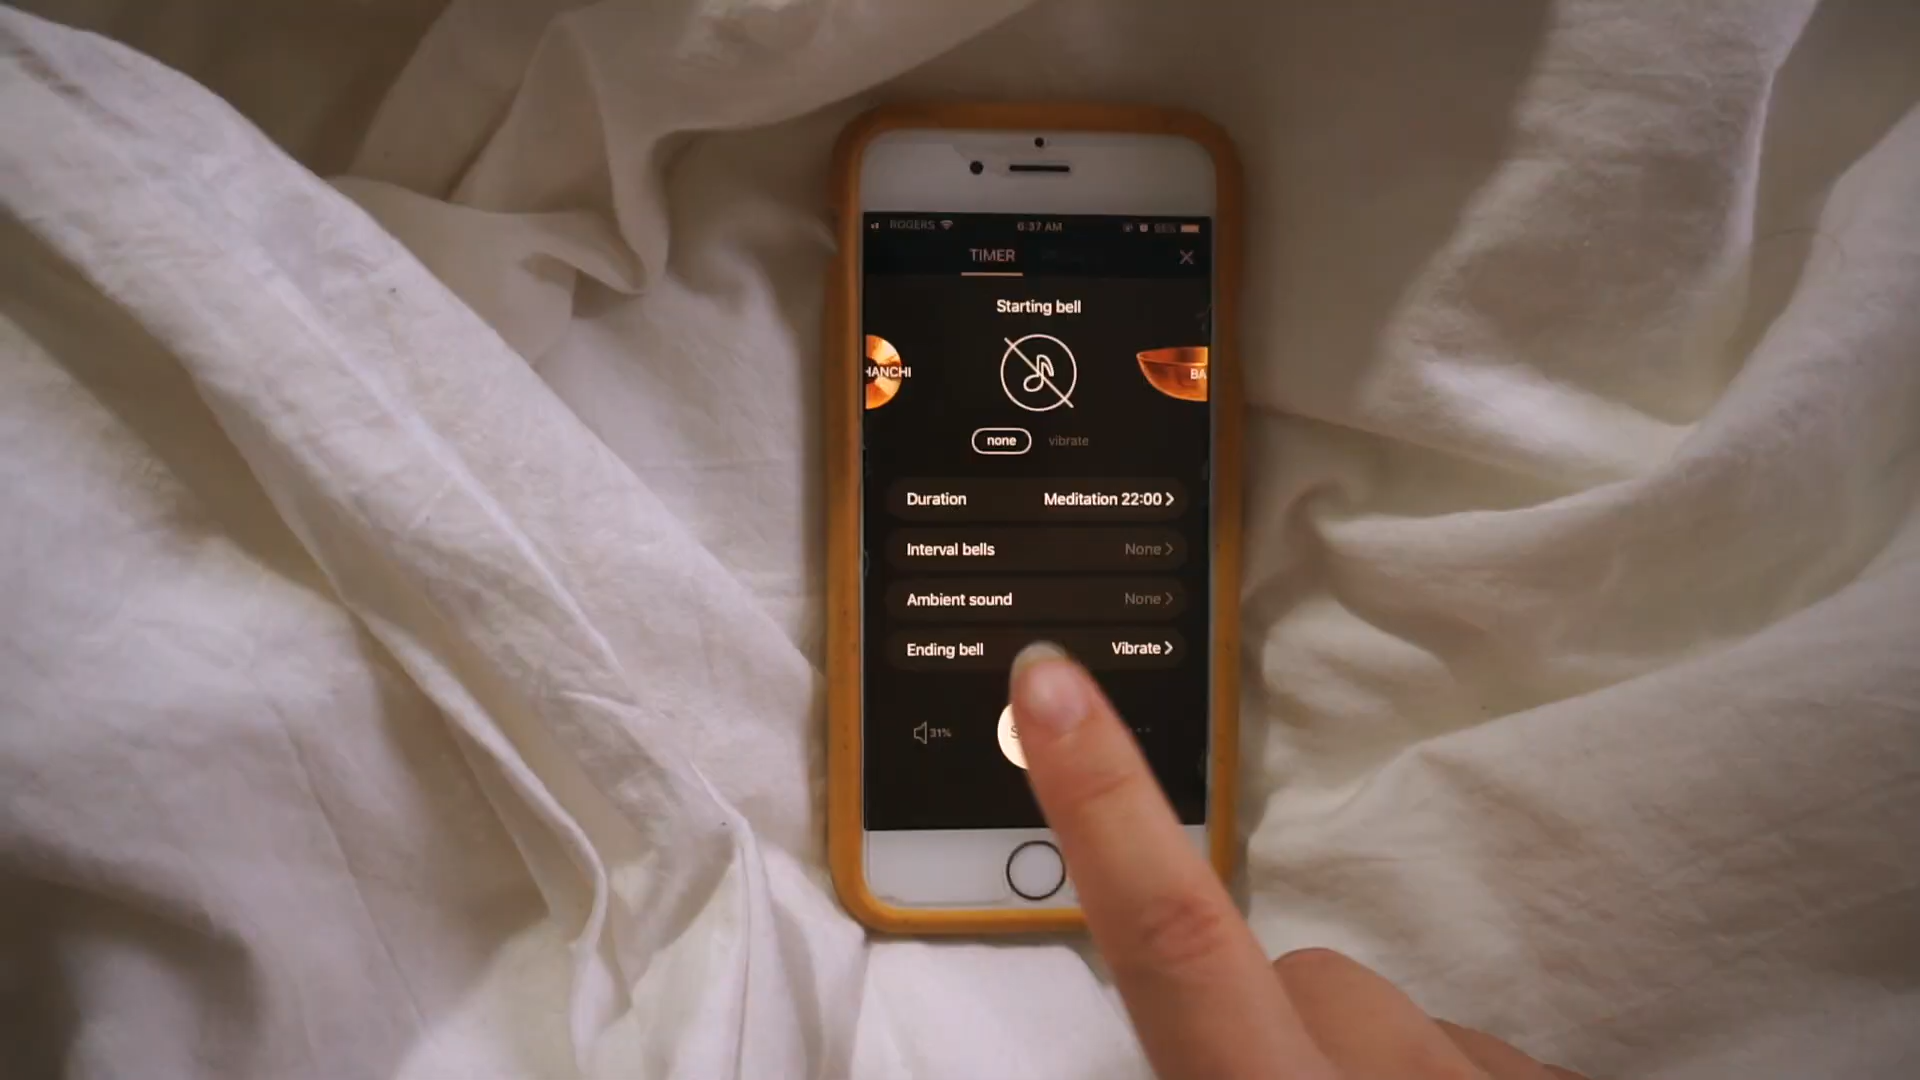 ROGERS 6:37 AM
TIMER
Starting bell
HANCHI BA
none vibrate
Duration Meditation 22:00
Interval bells None
Ambient sound None
Ending bell Vibrate
31% S